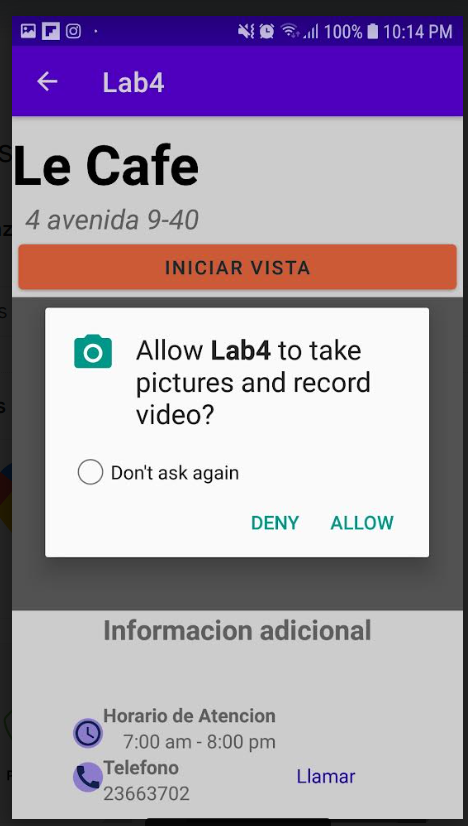 100% 10:14 PM
Lab4
Le Cafe
4 avenida 9-40
INICIAR VISTA
Allow Lab4 to take
pictures and record
video?
Don't ask again
DENY ALLOW
Informacion adicional
Horario de Atencion
7:00 am - 8:00 pm
Telefono
23663702
Llamar